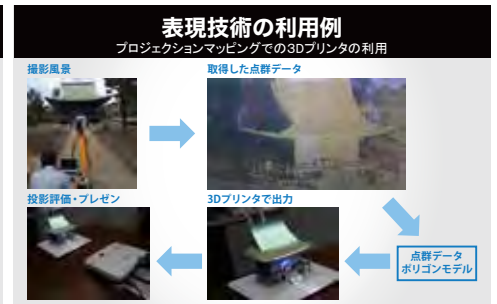 表現技術の利用例
プロジェクションマッピングでの3Dプリンタの利用
撮影風景
取得した点群データ
投影評価・プレゼン
3Dプリンタで出力
点群データ
ポリゴンモデル